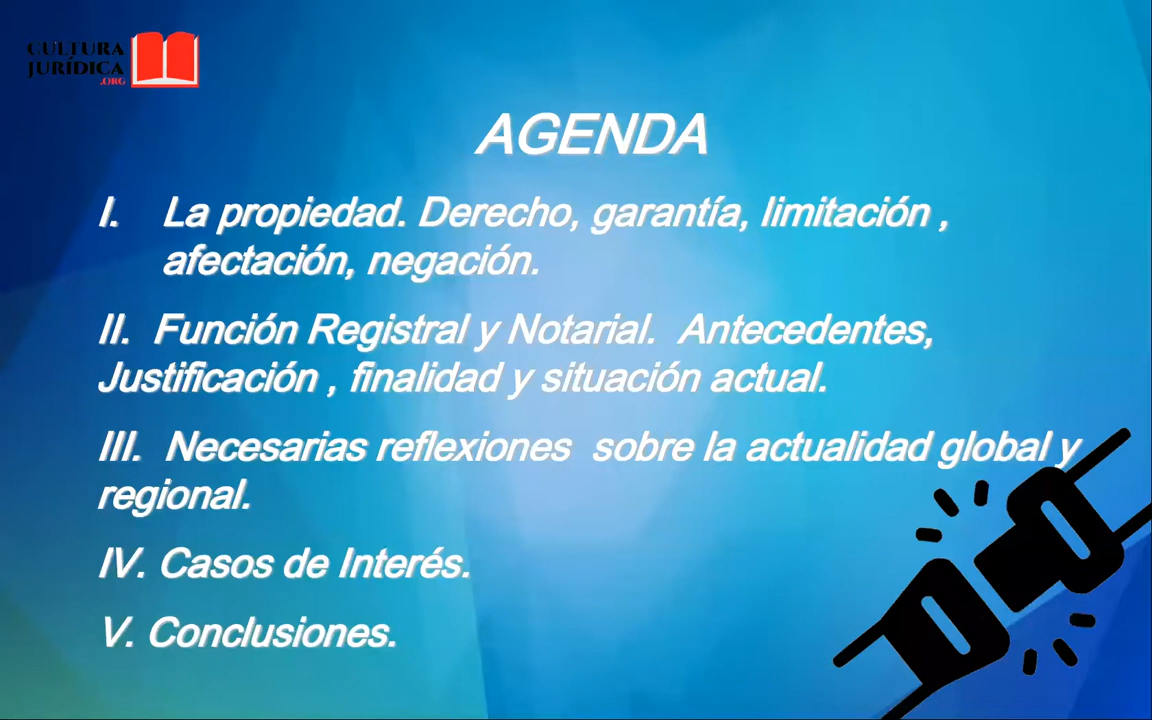 CULTURA
JURÍDICA
.ORG
AGENDA
I. La propiedad. Derecho, garantía, limitación ,
afectación, negación.
II. Función Registral y Notarial. Antecedentes,
Justificación , finalidad y situación actual.
III. Necesarias reflexiones sobre la actualidad global y
regional.
IV. Casos de Interés.
V. Conclusiones.